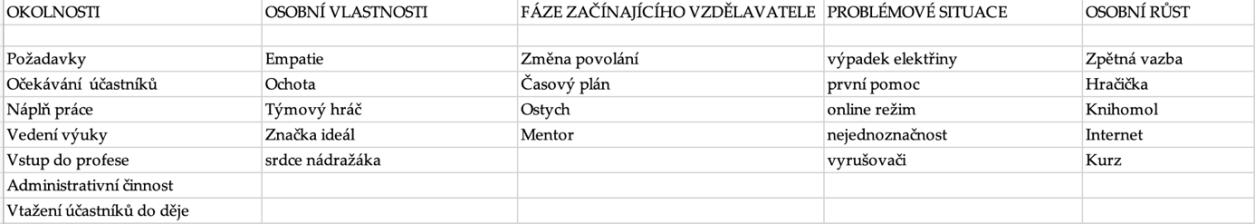 OKOLNOSTI OSOBNÍ VLASTNOSTI FÁZE ZAČÍNAJÍCÍHO VZDĚLAVATELE PROBLÉMOVÉ SITUACE OSOBNÍ RŮST
Požadavky Empatie Změna povolání výpadek elektřiny Zpětná vazba
Očekávání účastníků Ochota Časový plán první pomoc Hračička
Náplň práce Týmový hráč Ostych online režim Knihomol
Vedení výuky Značka ideál Mentor nejednoznačnost Internet
Vstup do profese srdce nádražáka vyrušovači Kurz
Administrativní činnost
Vtažení účastníků do děje